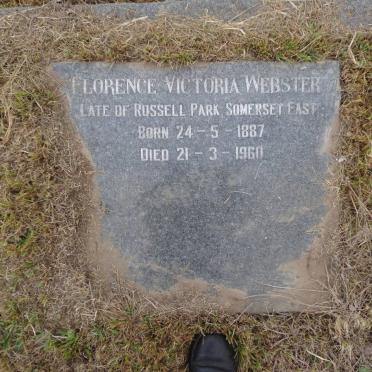 FLORENCE VICTORIA WEBSTER
LATE OF RUSSELL PARK SOMERSET EAST
BORN 24-5-1887
DIED 21-3-1960